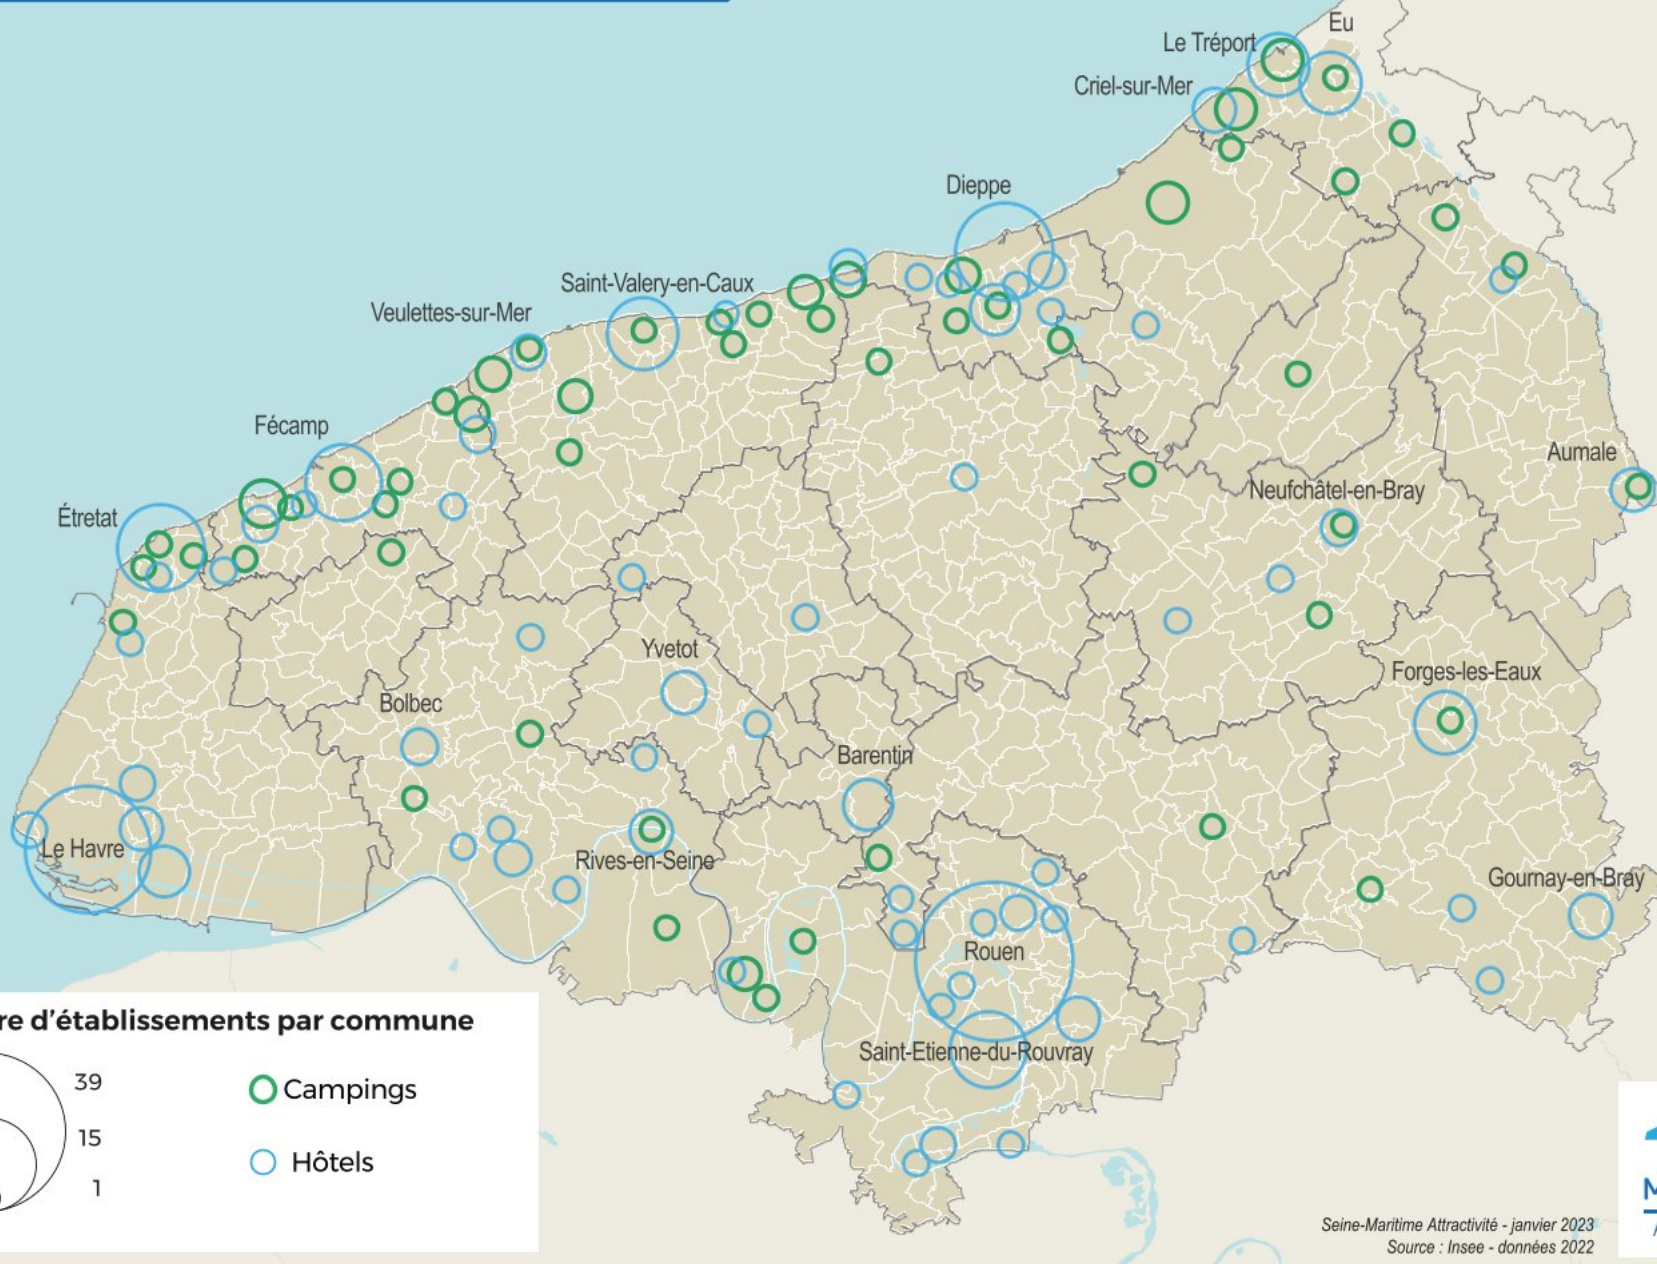 Eu
Le Tréport
Criel-sur-Mer
Dieppe
Saint-Valery-en-Caux
Veulettes-sur-Mer
Fécamp
Aumale
Neufchâtel-en-Bray
Étretat
Yvetot
Forges-les-Eaux
Bolbec
Barentin
Le Havre
Rives-en-Seine
Gournay-en-Bray
Rouen
Saint-Etienne-du-Rouvray
re d'établissements par commune
39
15
1
Campings
Hôtels
Seine-Maritime Attractivité - janvier 2023
Source : Insee - données 2022